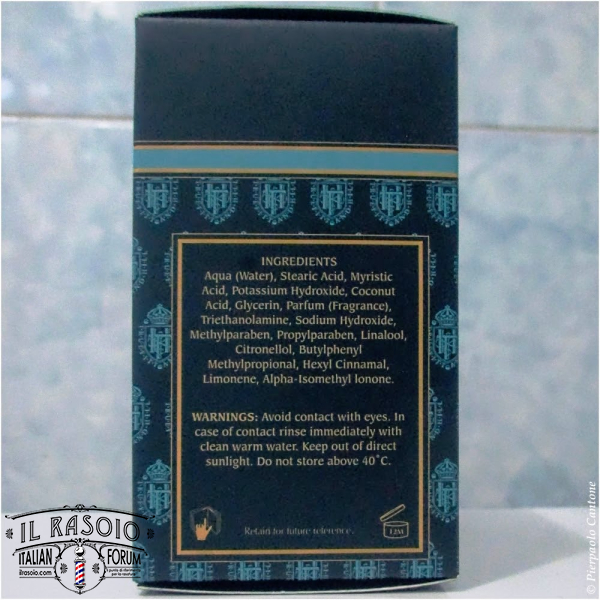 INGREDIENTS
Aqua (Water), Stearic Acid, Myristic
Acid, Potassium Hydroxide, Coconut
Acid, Glycerin, Parfum (Fragrance),
Triethanolamine, Sodium Hydroxide,
Methylparaben, Propylparaben, Linalool,
Citronellol, Butylphenyl
Methylpropional, Hexyl Cinnamal,
Limonene, Alpha-Isomethyl Ionone.
WARNINGS: Avoid contact with eyes. In
case of contact rinse immediately with
clean warm water. Keep out of direct
sunlight. Do not store above 40˚C.
Retain for future reference.
12M
IL RASOIO
ITALIAN FORUM
ilrasoio.com
© Pierpaolo Cantone